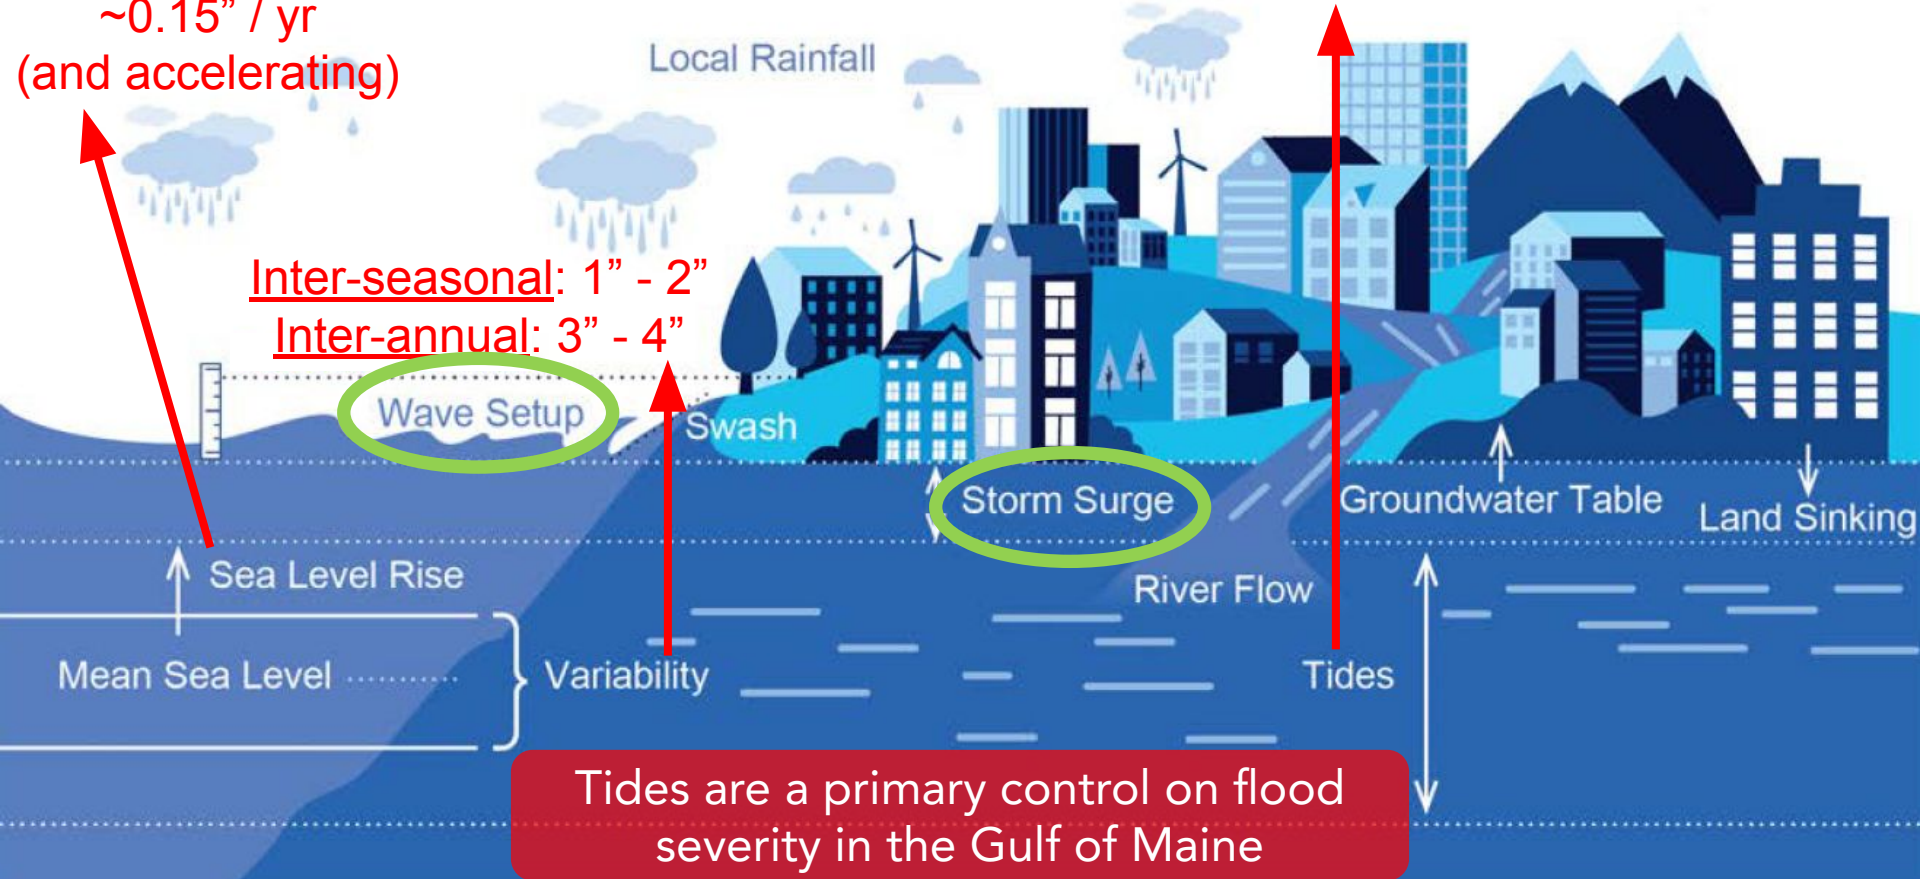 ~0.15” / yr
(and accelerating)
Local Rainfall
Inter-seasonal: 1” - 2”
Inter-annual: 3” - 4”
Wave Setup
Swash
Storm Surge
Groundwater Table
Land Sinking
Sea Level Rise
River Flow
Mean Sea Level
Variability
Tides
Tides are a primary control on flood
severity in the Gulf of Maine